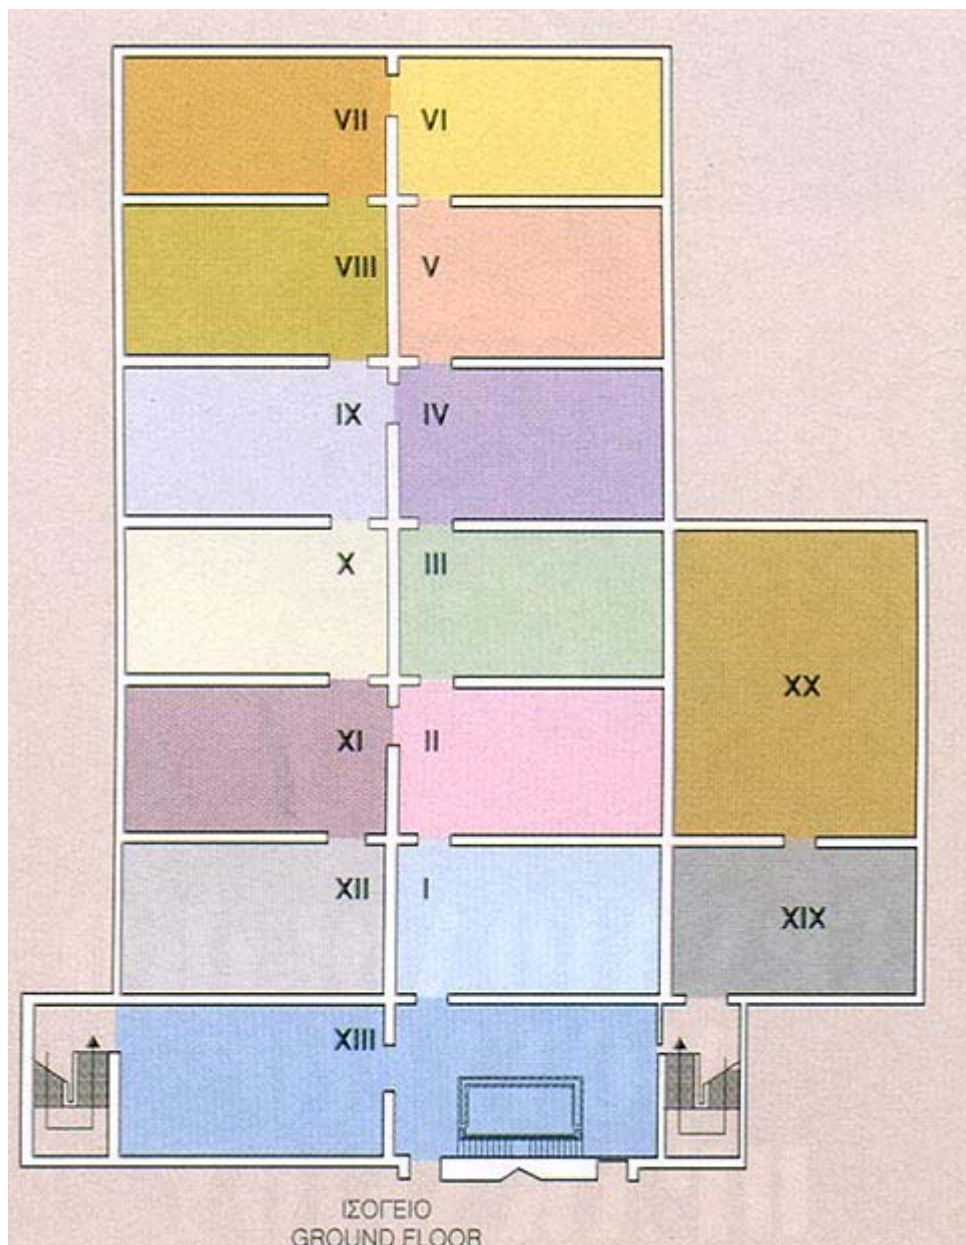 VII VI
VIII V
IX IV
X III
XX
XI II
XII I
XIX
XIII
ΙΣΟΓΕΙΟ
GROUND FLOOR